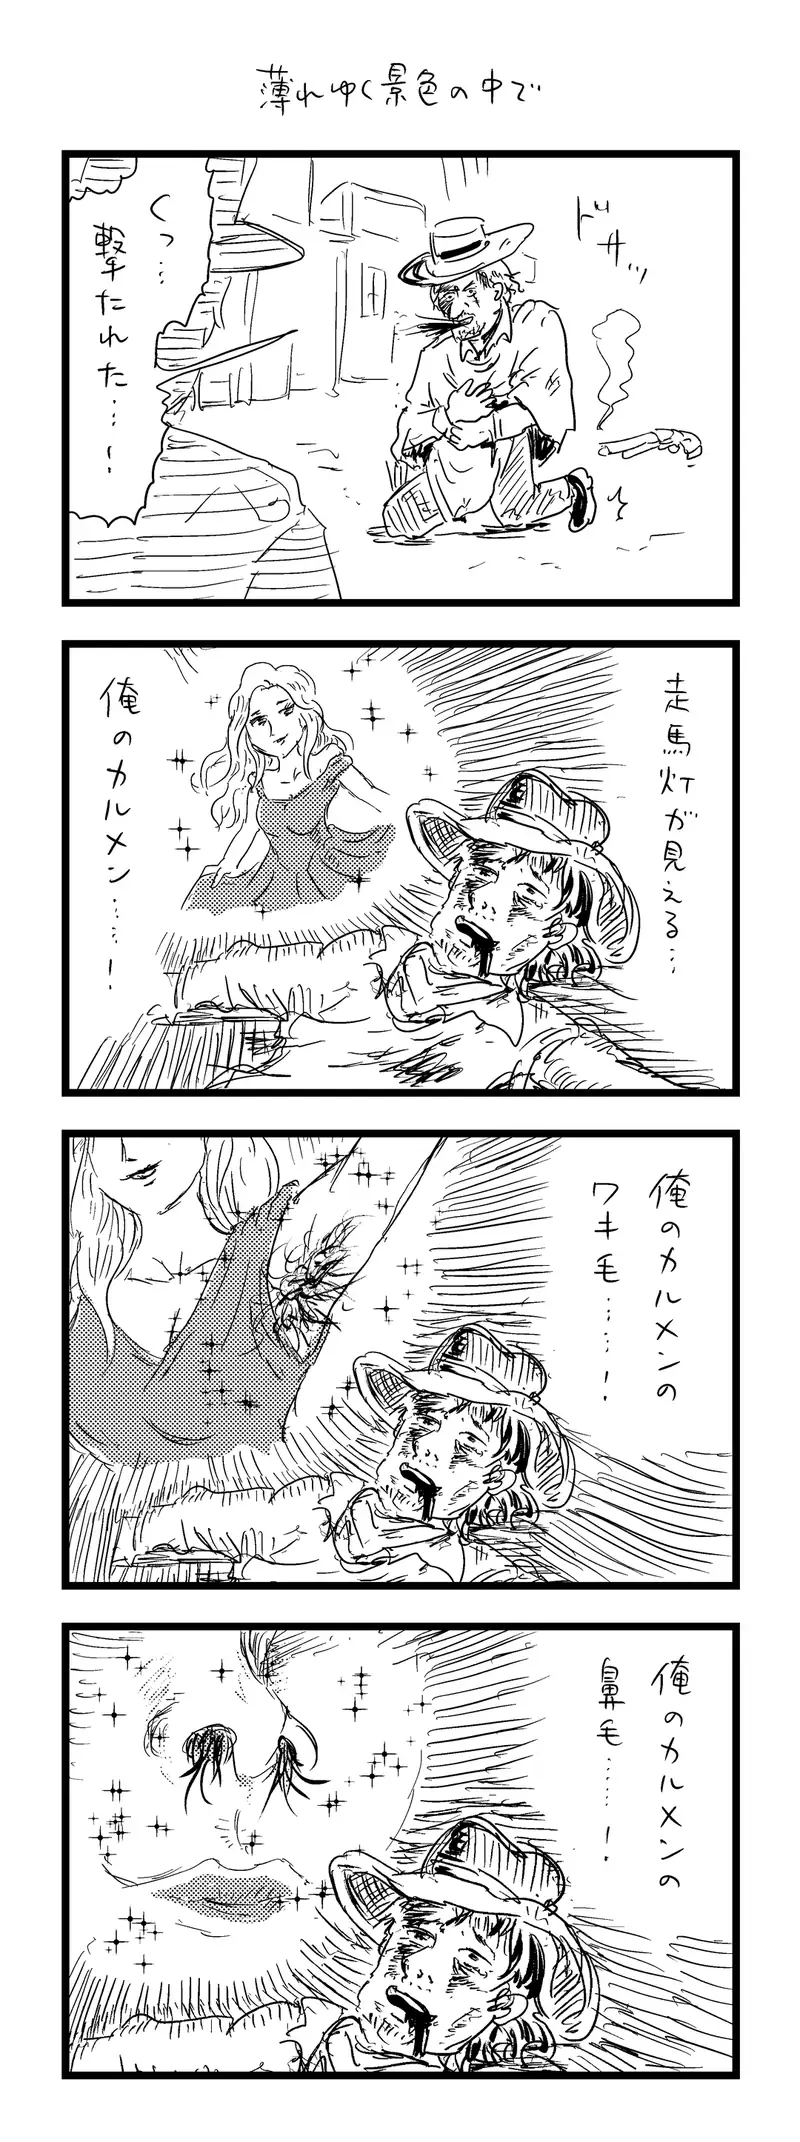 薄れゆく景色の中で
ドサッ
くっ…
撃たれた…!
走馬灯が見える…
俺のカルメン……!
俺のカルメンの
ワキ毛……!
俺のカルメンの
鼻毛……!